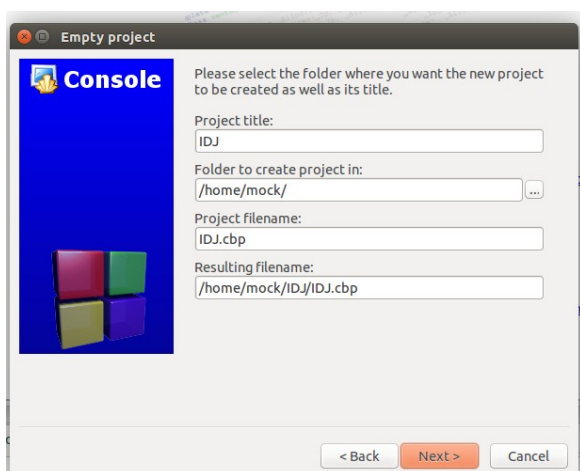 Empty project
Console
Please select the folder where you want the new project
to be created as well as its title.
Project title:
IDJ
Folder to create project in:
/home/mock/
...
Project filename:
IDJ.cbp
Resulting filename:
/home/mock/IDJ/IDJ.cbp
< Back
Next >
Cancel